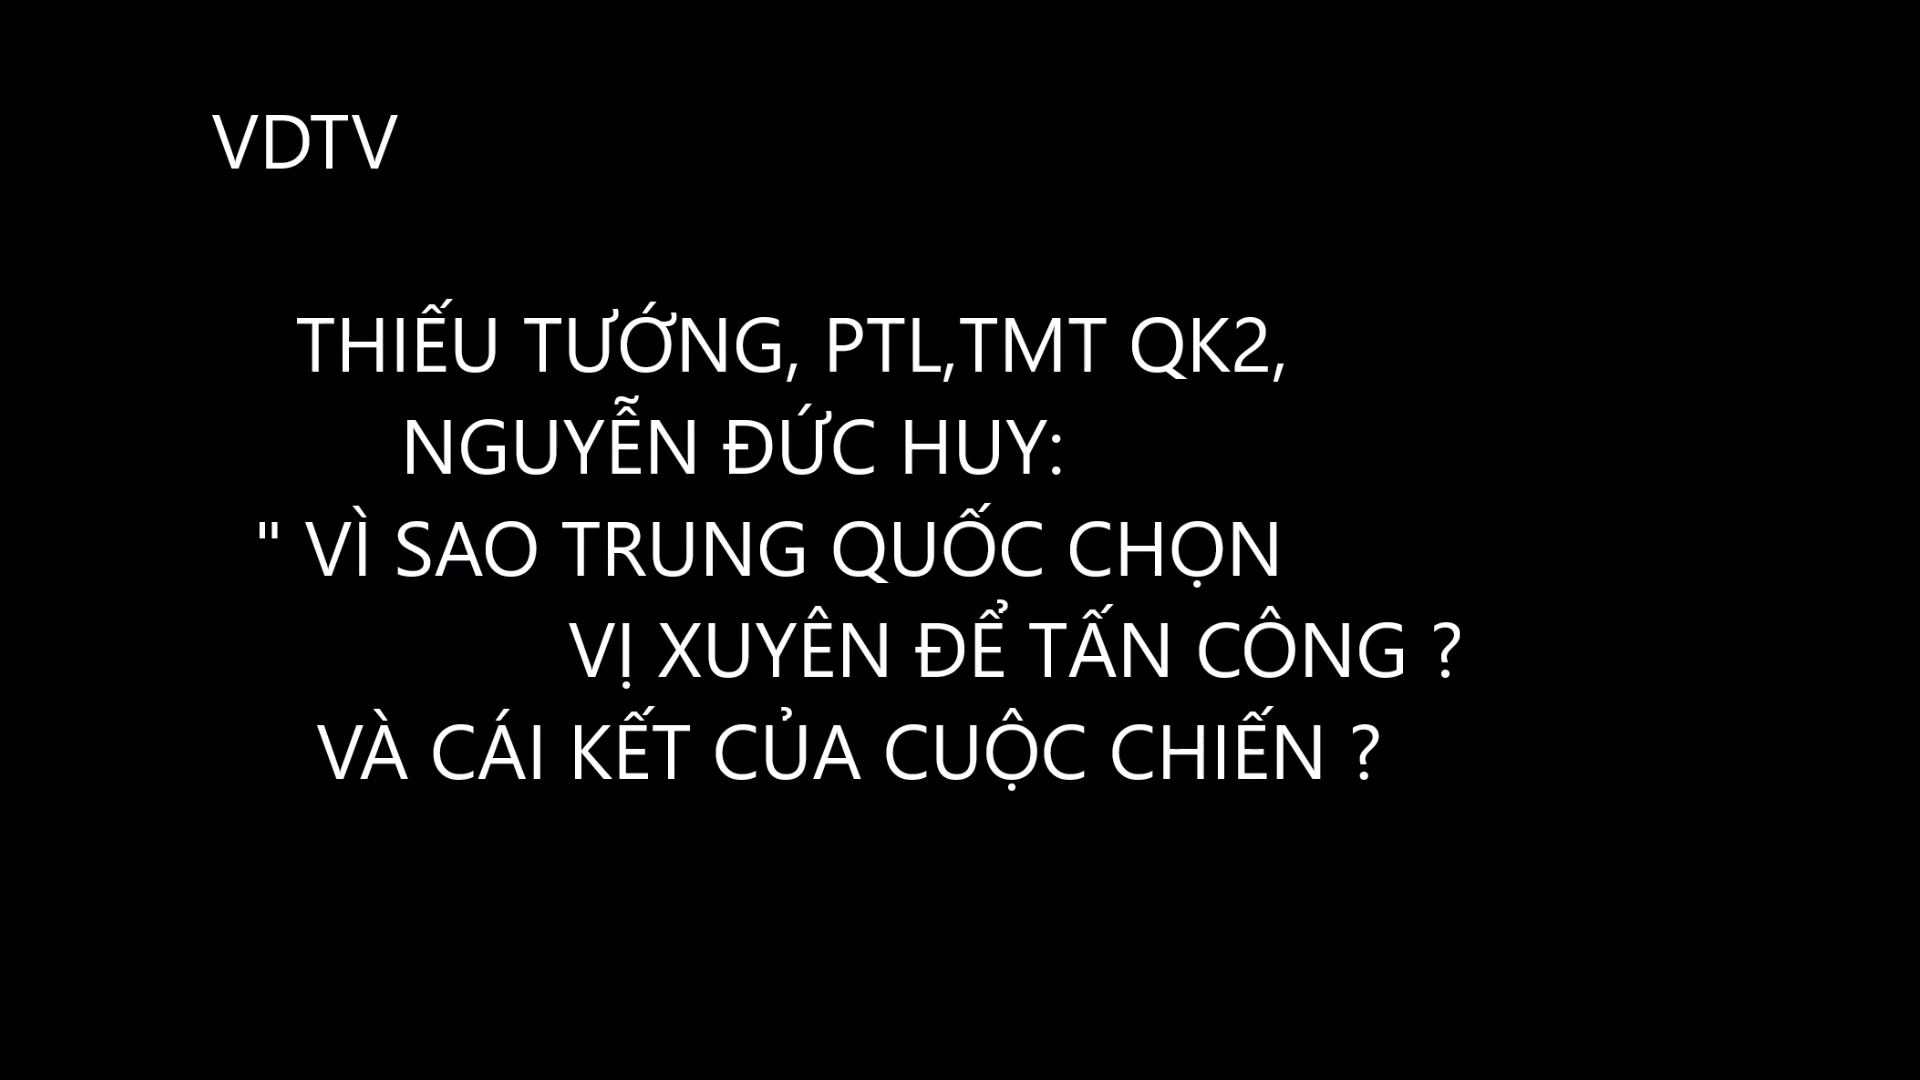 VDTV
THIẾU TƯỚNG, PTL,TMT QK2,
NGUYỄN ĐỨC HUY:
" VÌ SAO TRUNG QUỐC CHỌN
VỊ XUYÊN ĐỂ TẤN CÔNG ?
VÀ CÁI KẾT CỦA CUỘC CHIẾN ?